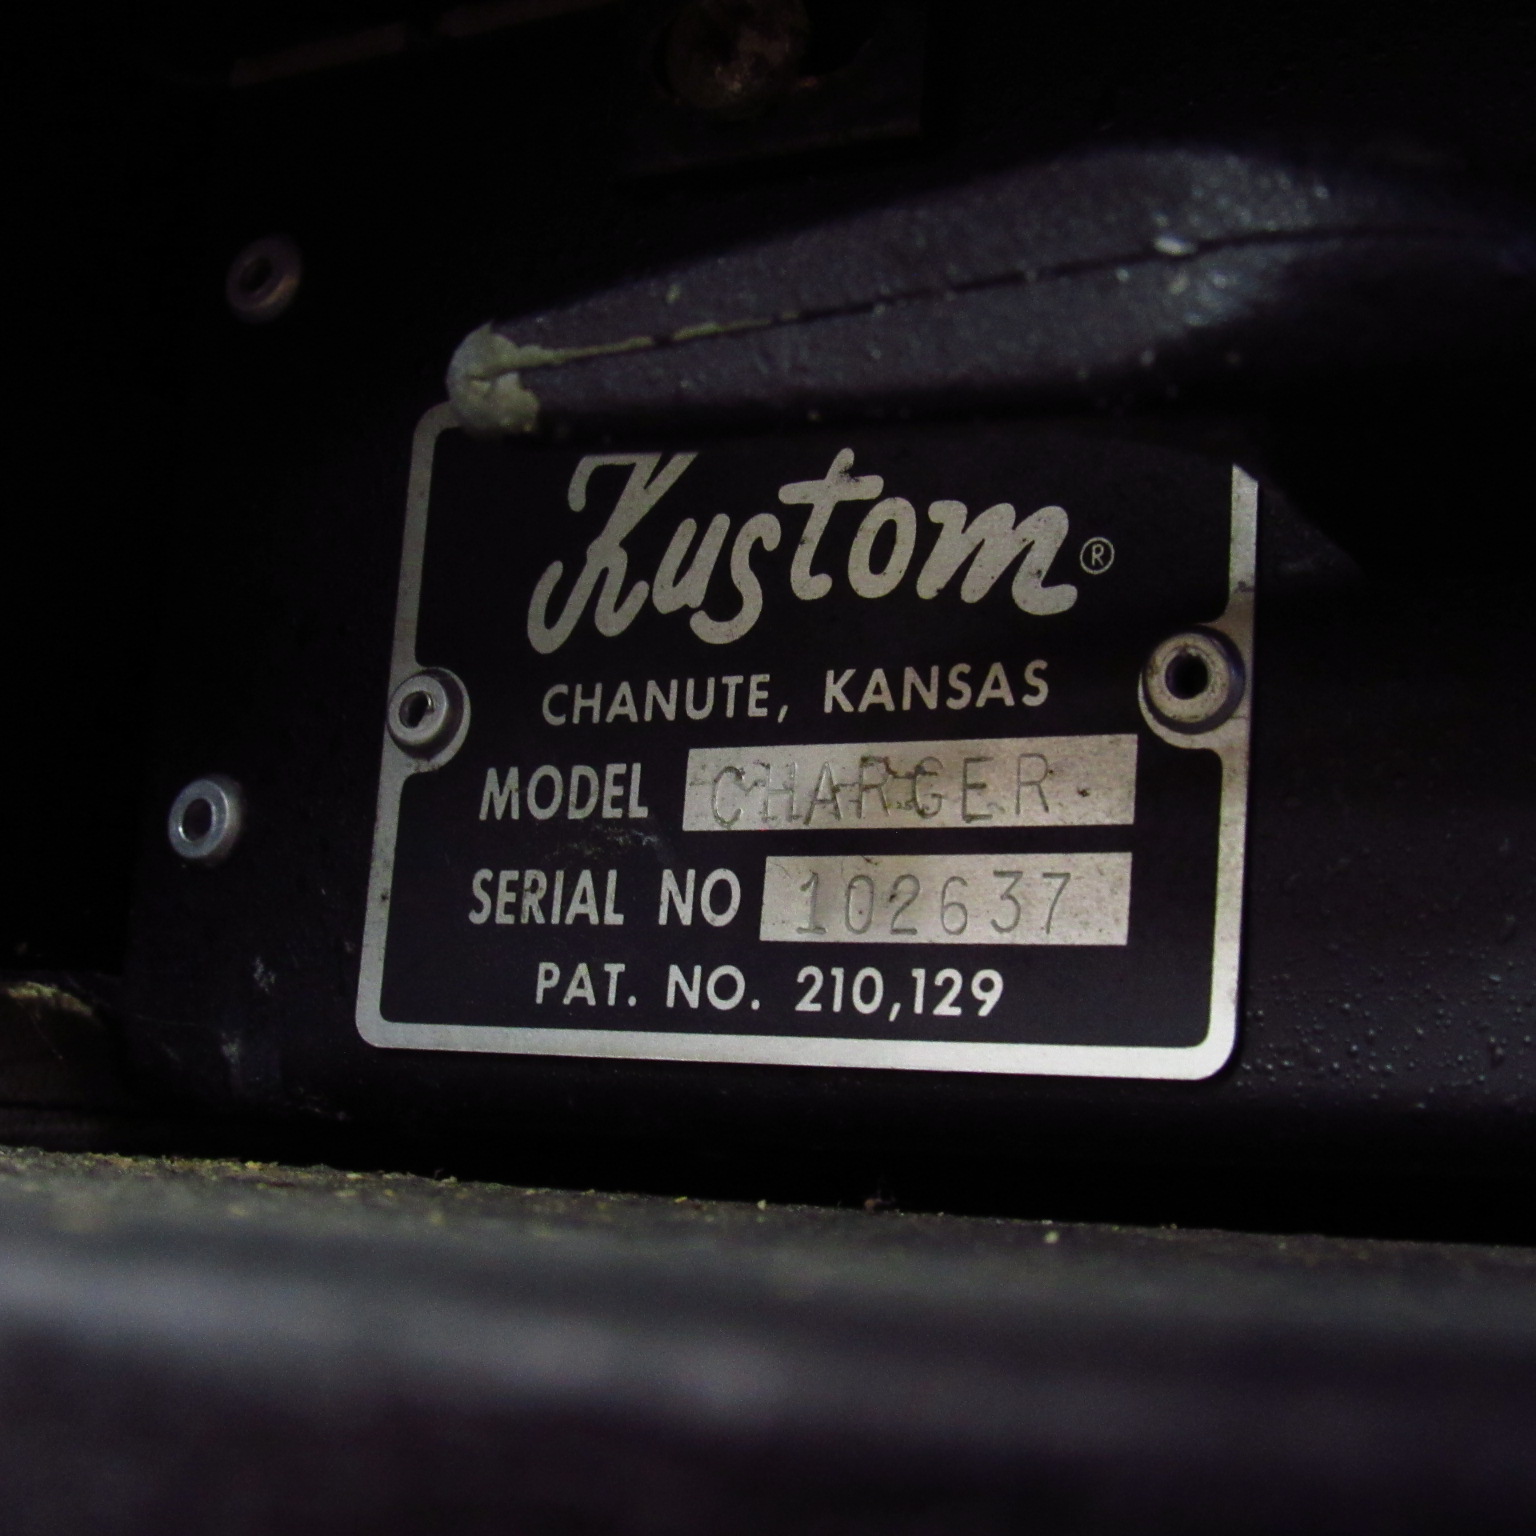 Kustom®
CHANUTE, KANSAS
MODEL CHARGER
SERIAL NO 102637
PAT. NO. 210,129